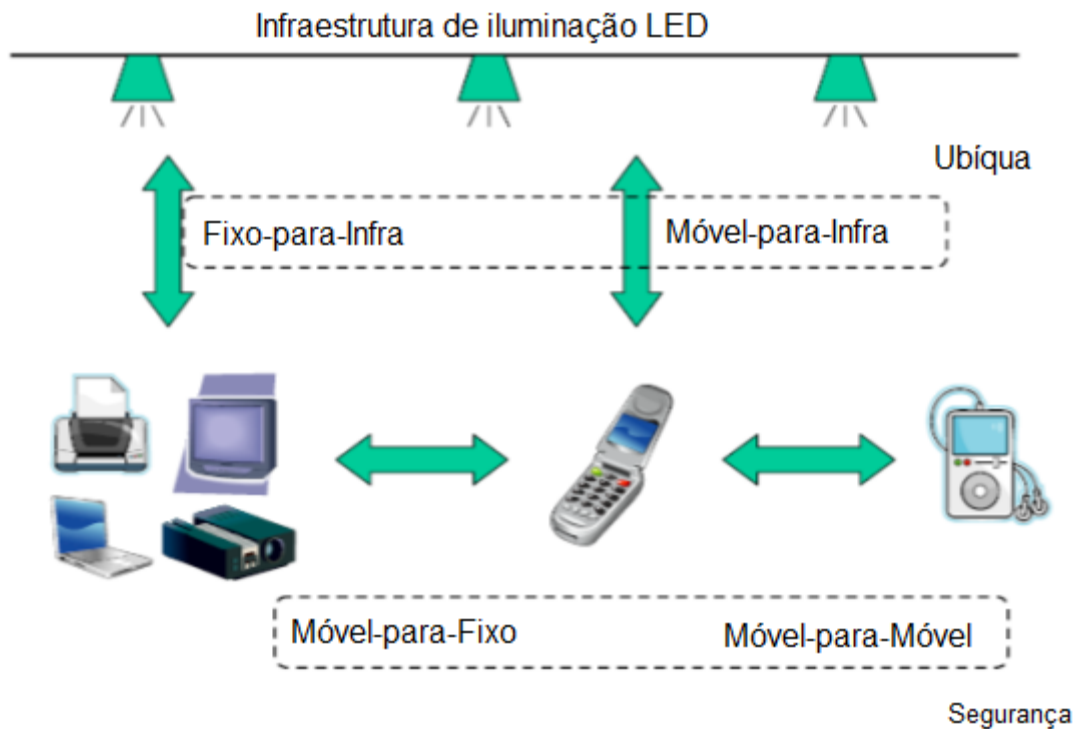 Infraestrutura de iluminação LED
Ubíqua
Fixo-para-Infra
Móvel-para-Infra
Móvel-para-Fixo
Móvel-para-Móvel
Segurança